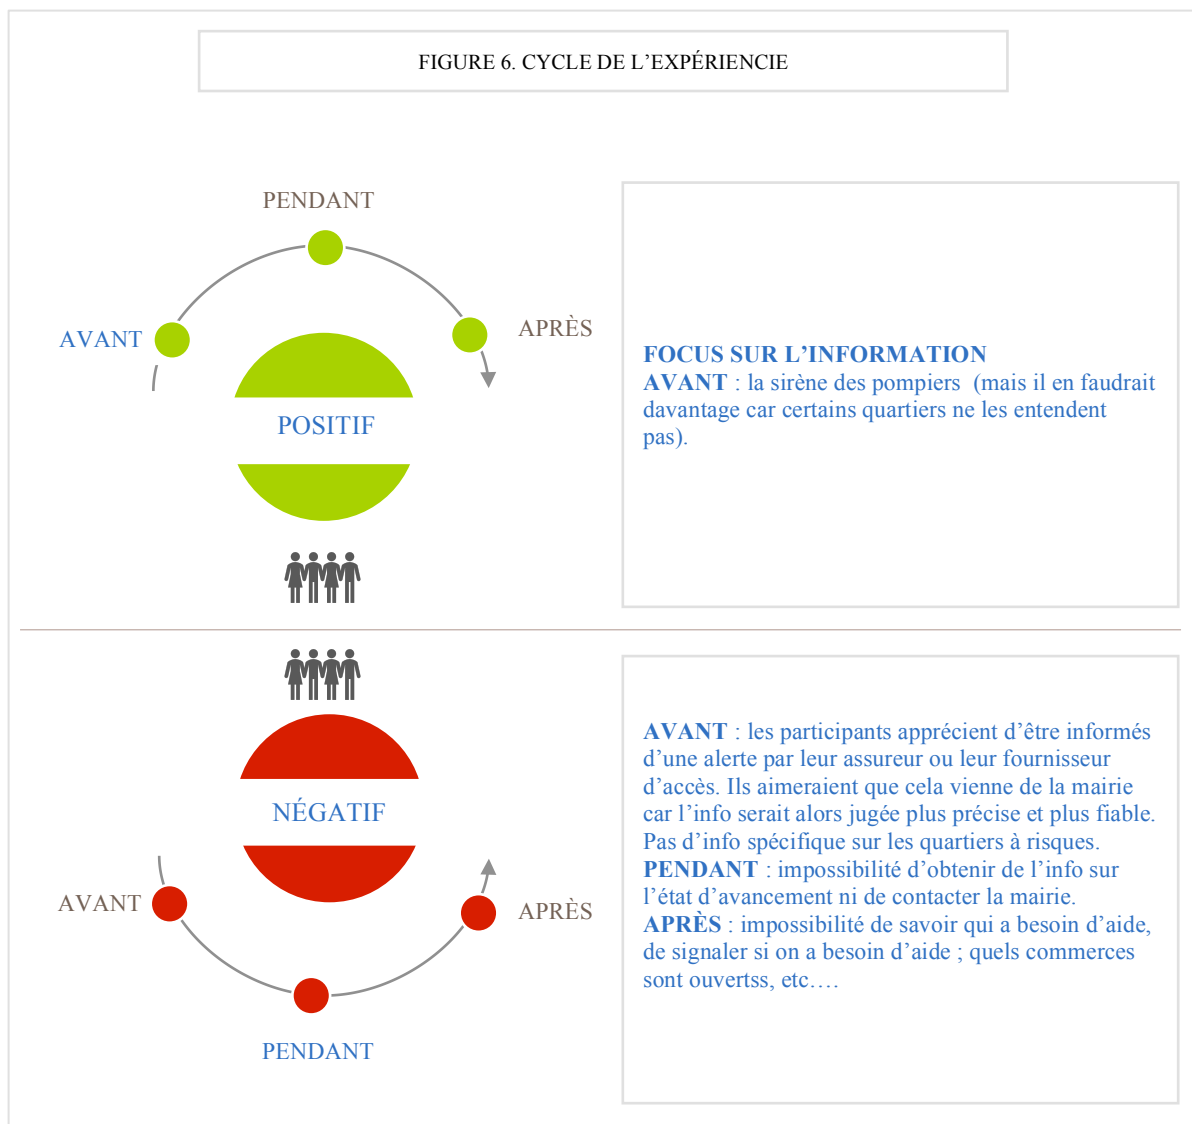 FIGURE 6. CYCLE DE L’EXPÉRIENCIE
PENDANT
AVANT
APRÈS
POSITIF
FOCUS SUR L’INFORMATION
AVANT : la sirène des pompiers (mais il en faudrait
davantage car certains quartiers ne les entendent
pas).
NÉGATIF
AVANT
APRÈS
PENDANT
AVANT : les participants apprécient d’être informés
d’une alerte par leur assureur ou leur fournisseur
d’accès. Ils aimeraient que cela vienne de la mairie
car l’info serait alors jugée plus précise et plus fiable.
Pas d’info spécifique sur les quartiers à risques.
PENDANT : impossibilité d’obtenir de l’info sur
l’état d’avancement ni de contacter la mairie.
APRÈS : impossibilité de savoir qui a besoin d’aide,
de signaler si on a besoin d’aide ; quels commerces
sont ouvertss, etc….